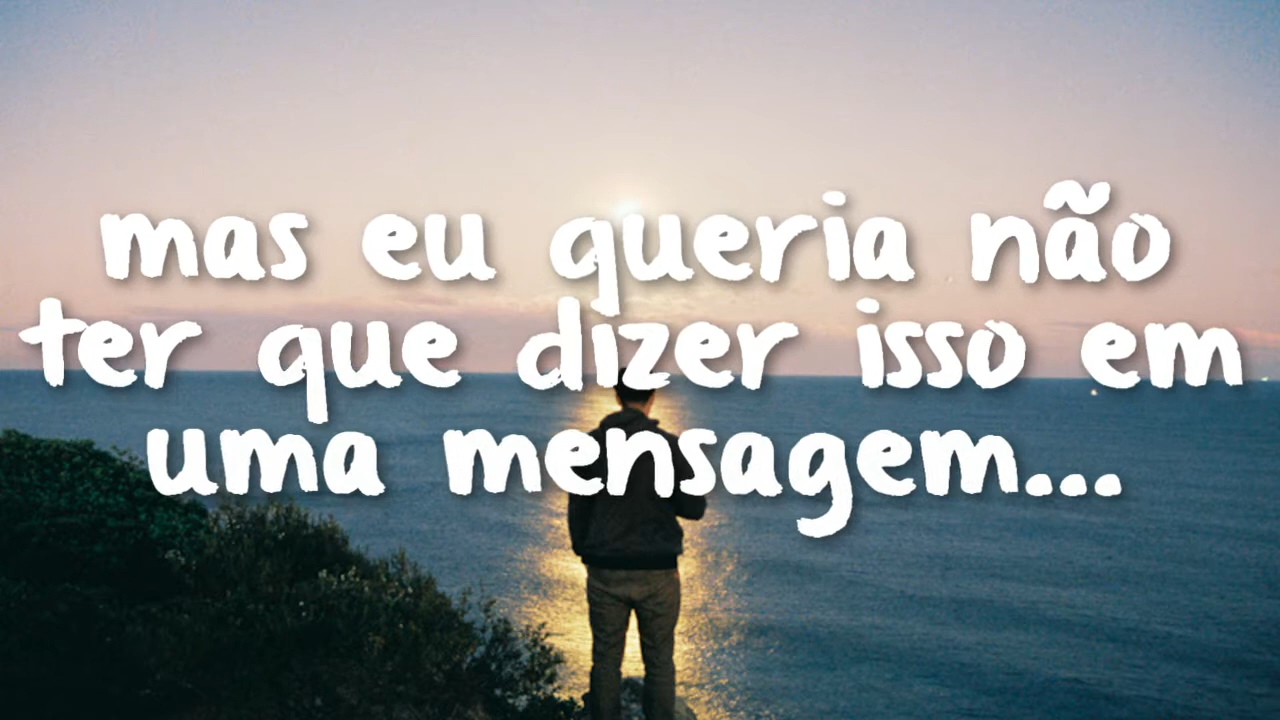 mas eu queria não
ter que dizer isso em
uma mensagem...